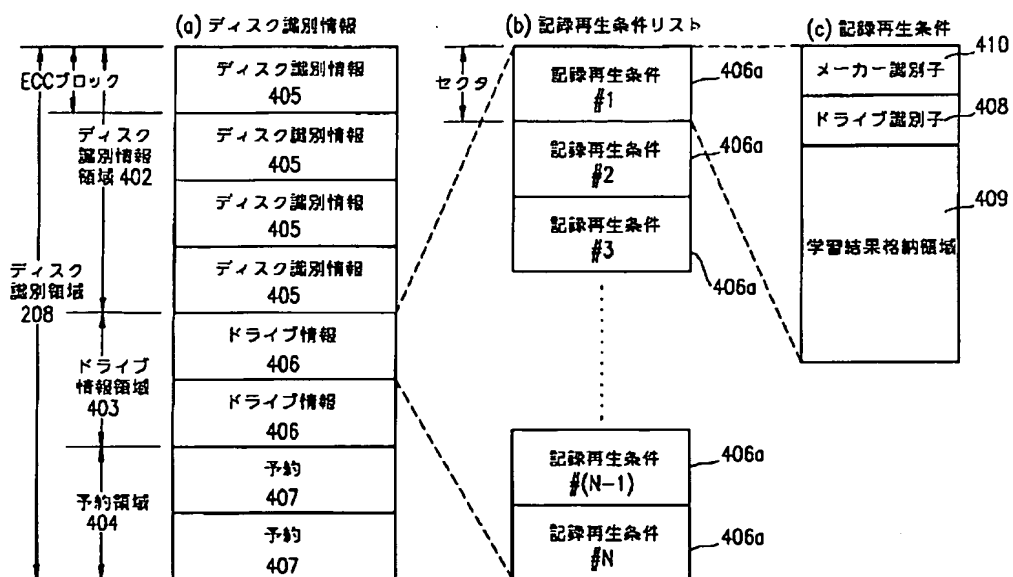 (a) ディスク識別情報
ECCブロック
ディスク
識別情報
領域 402
ディスク
識別領域
208
ドライブ
情報領域
403
予約領域
404
ディスク識別情報
405
ディスク識別情報
405
ディスク識別情報
405
ディスク識別情報
405
ドライブ情報
406
ドライブ情報
406
予約
407
予約
407
(b) 記録再生条件リスト
セクタ
記録再生条件
#1
406a
記録再生条件
#2
406a
記録再生条件
#3
406a
記録再生条件
#(N-1)
406a
記録再生条件
#N
406a
(c) 記録再生条件
メーカー識別子
410
ドライブ識別子
408
学習結果格納領域
409